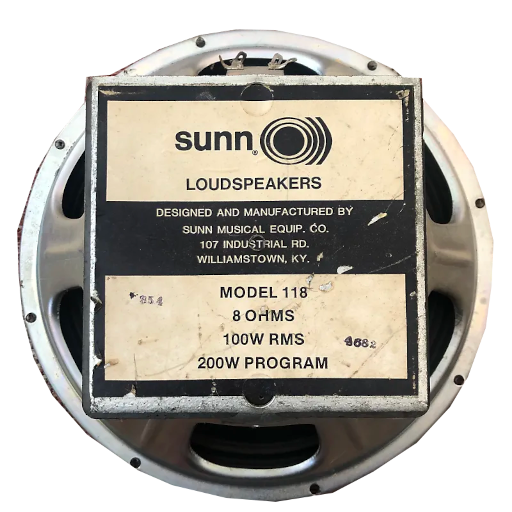 sunn®
LOUDSPEAKERS
DESIGNED AND MANUFACTURED BY
SUNN MUSICAL EQUIP. CO.
107 INDUSTRIAL RD.
WILLIAMSTOWN, KY.
MODEL 118
854
8 OHMS
100W RMS
4682
200W PROGRAM